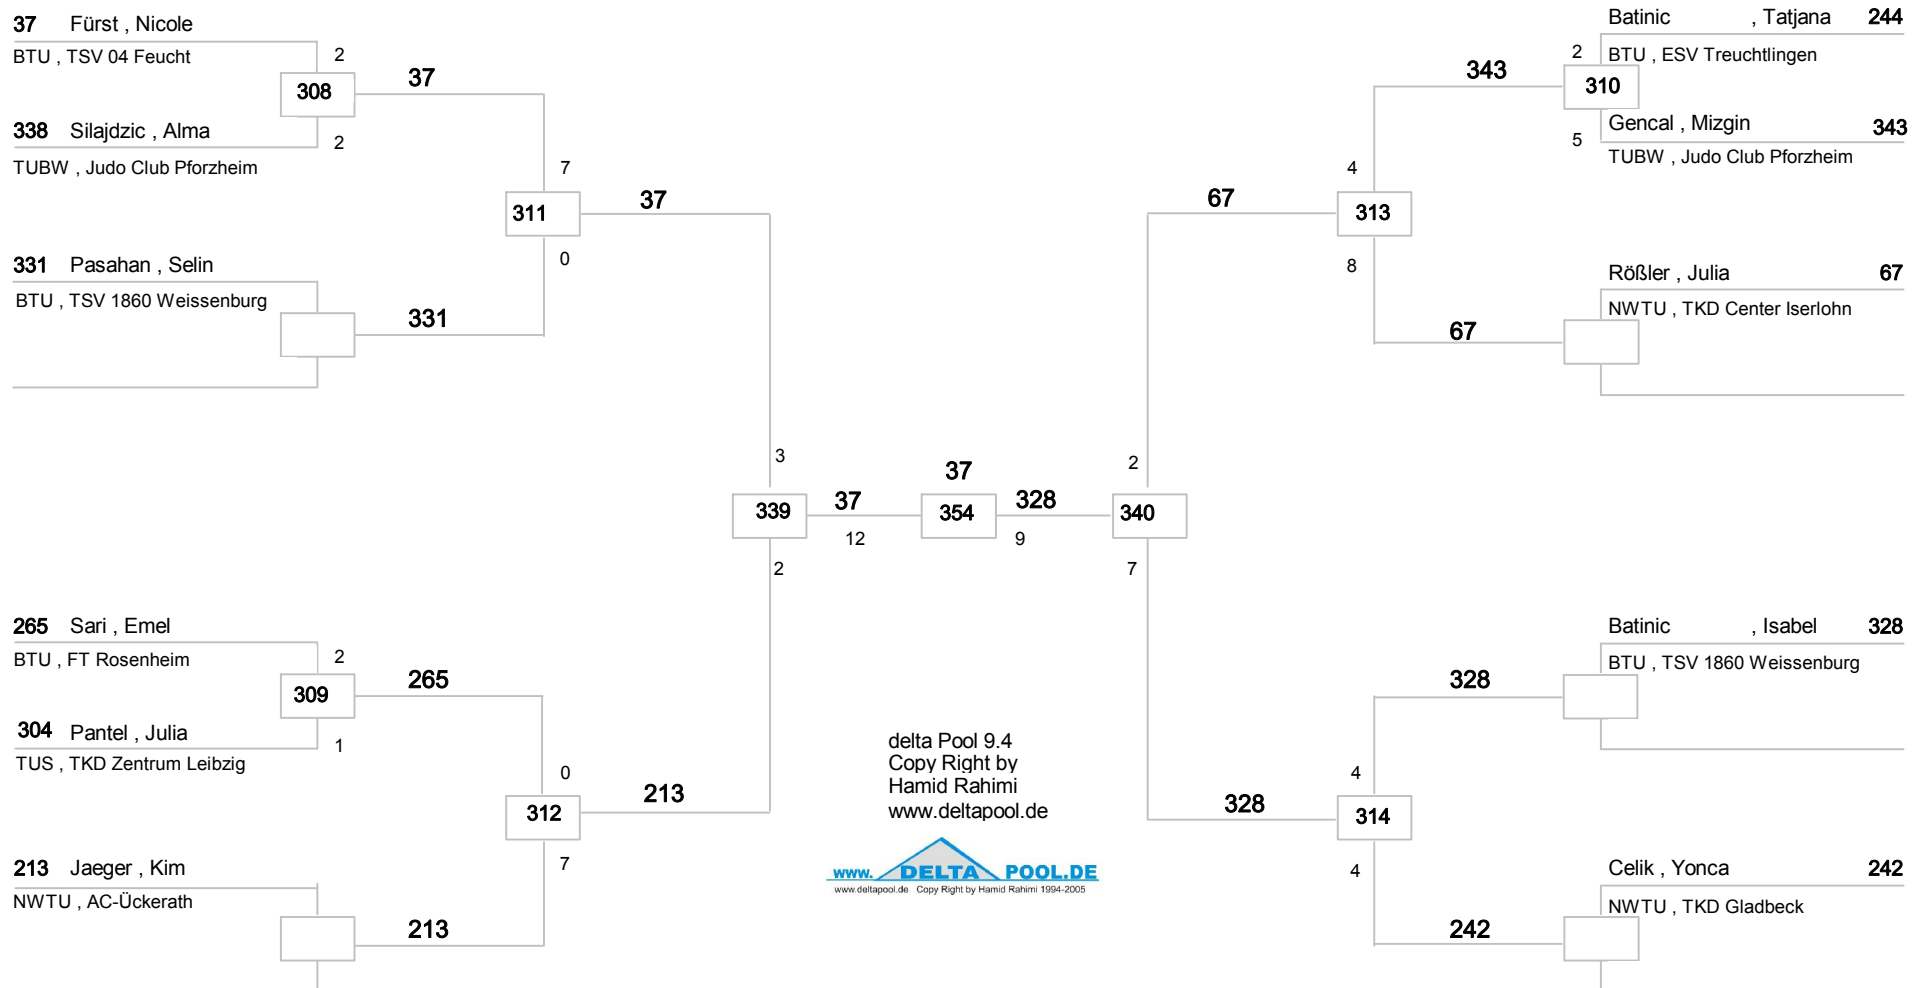 37 Fürst , Nicole
BTU , TSV 04 Feucht
2
308
37
338 Silajdzic , Alma
2
TUBW , Judo Club Pforzheim
7
311
37
0
331 Pasahan , Selin
BTU , TSV 1860 Weissenburg
331
3
339
37
12
2
37
354
328
9
265 Sari , Emel
BTU , FT Rosenheim
2
309
265
304 Pantel , Julia
1
TUS , TKD Zentrum Leibzig
0
312
213
7
213 Jaeger , Kim
NWTU , AC-Ückerath
213
delta Pool 9.4
Copy Right by
Hamid Rahimi
www.deltapool.de
www. DELTA POOL.DE
www.deltapool.de Copy Right by Hamid Rahimi 1994-2005
Batinic , Tatjana 244
2
BTU , ESV Treuchtlingen
343
310
Gencal , Mizgin 343
5
TUBW , Judo Club Pforzheim
4
67
313
8
Rößler , Julia 67
NWTU , TKD Center Iserlohn
67
2
340
7
Batinic , Isabel 328
BTU , TSV 1860 Weissenburg
328
4
328
314
4
Celik , Yonca 242
NWTU , TKD Gladbeck
242